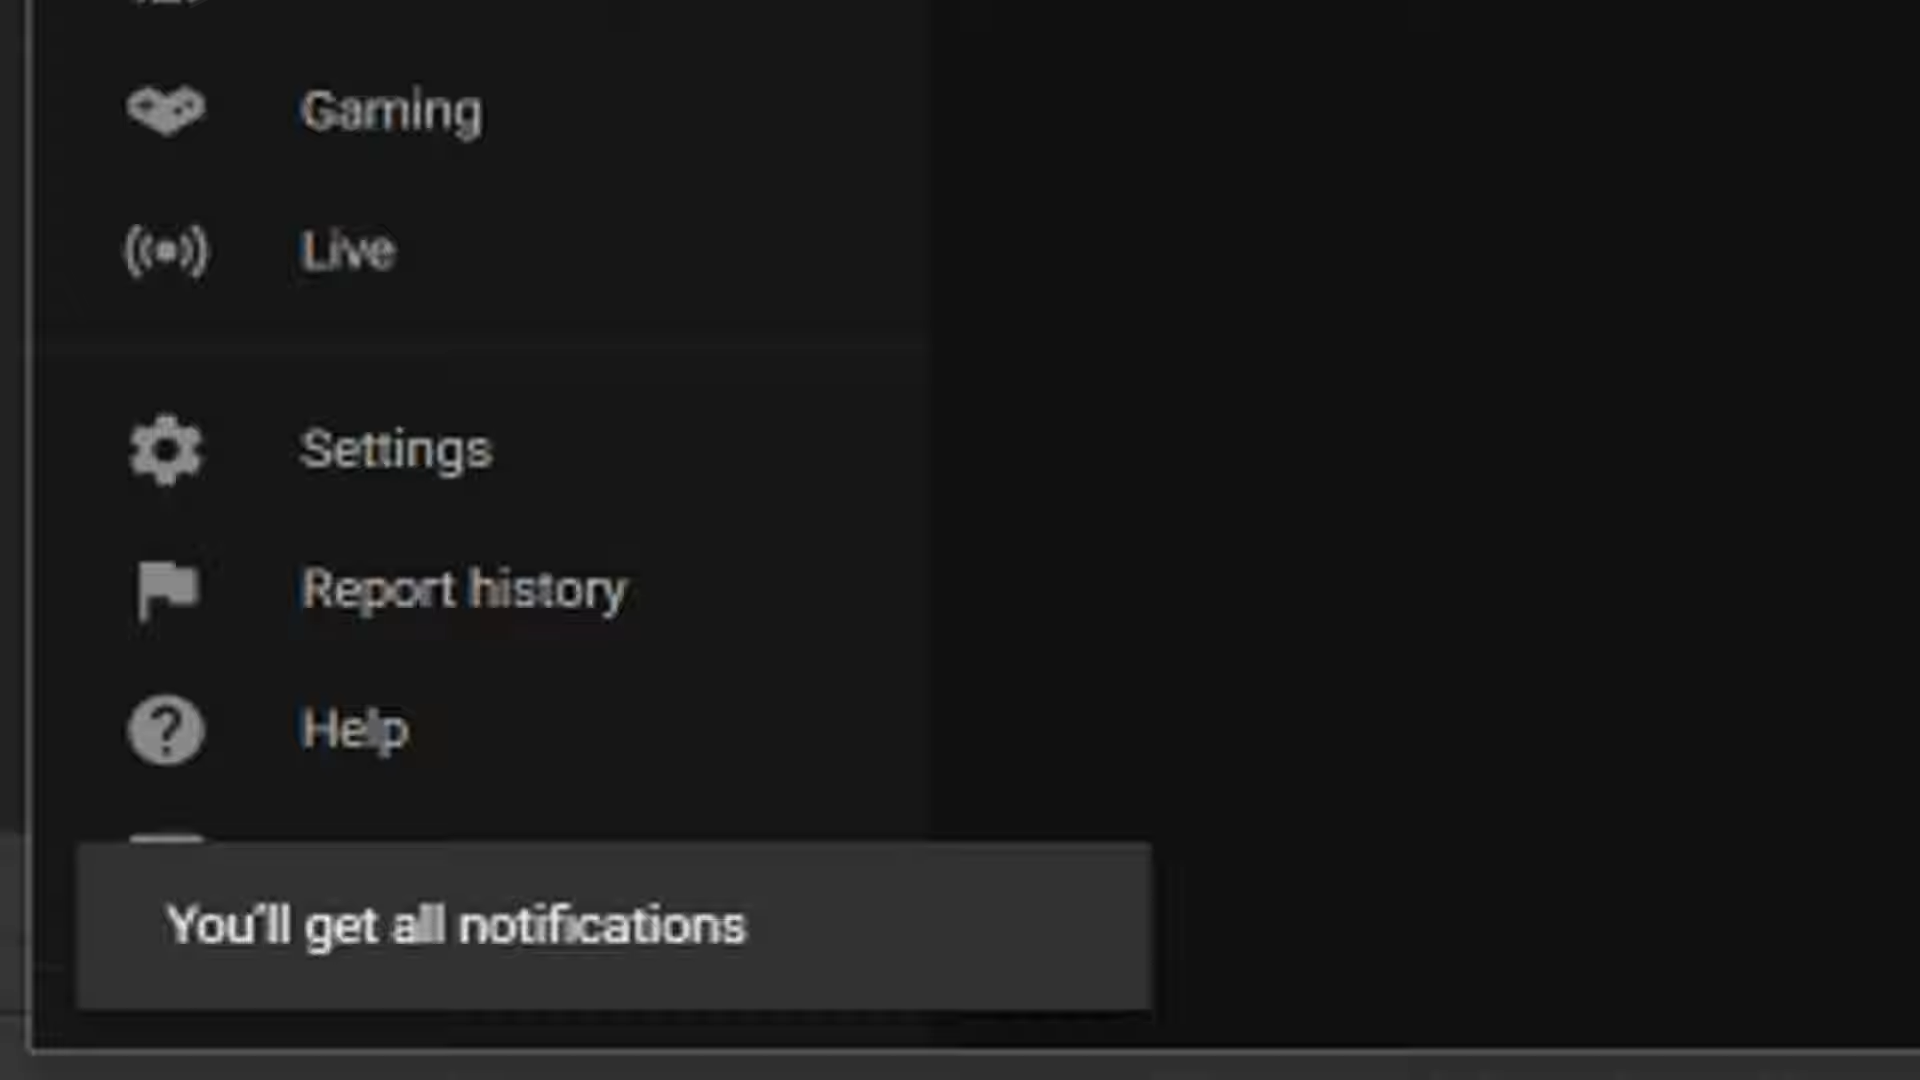 Gaming
Live
Settings
Report history
Help
You'll get all notifications